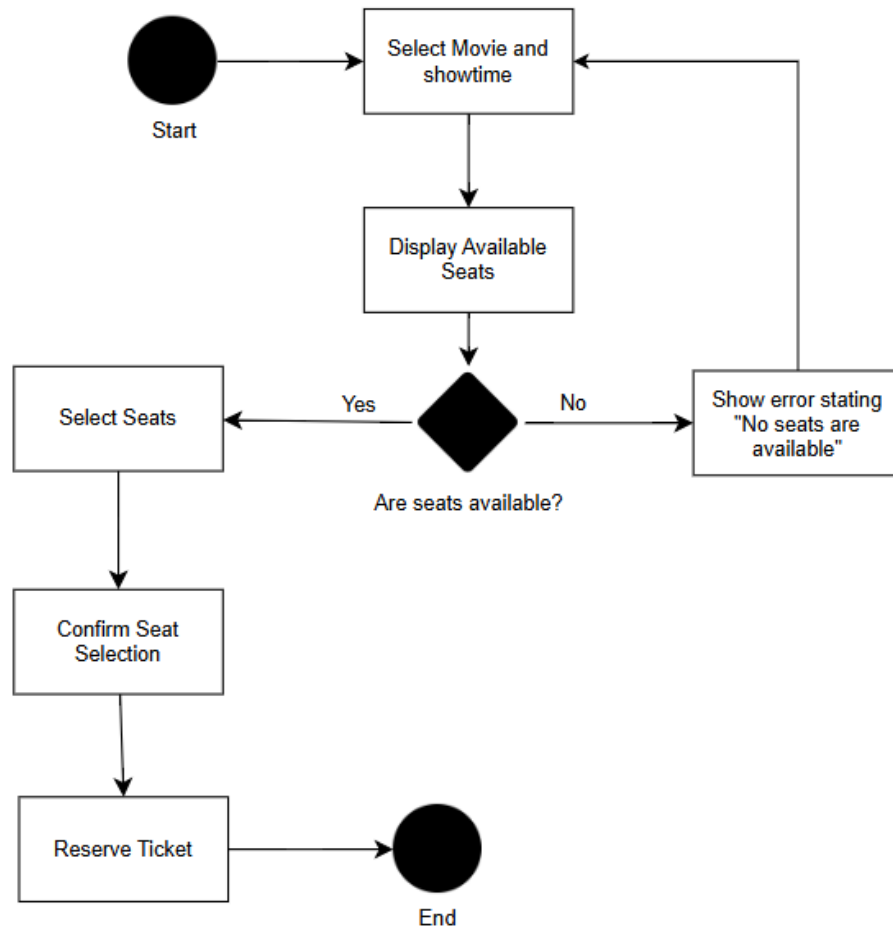 Select Movie and
showtime
Start
Display Available
Seats
Select Seats
Yes
No
Show error stating
"No seats are
available"
Are seats available?
Confirm Seat
Selection
Reserve Ticket
End